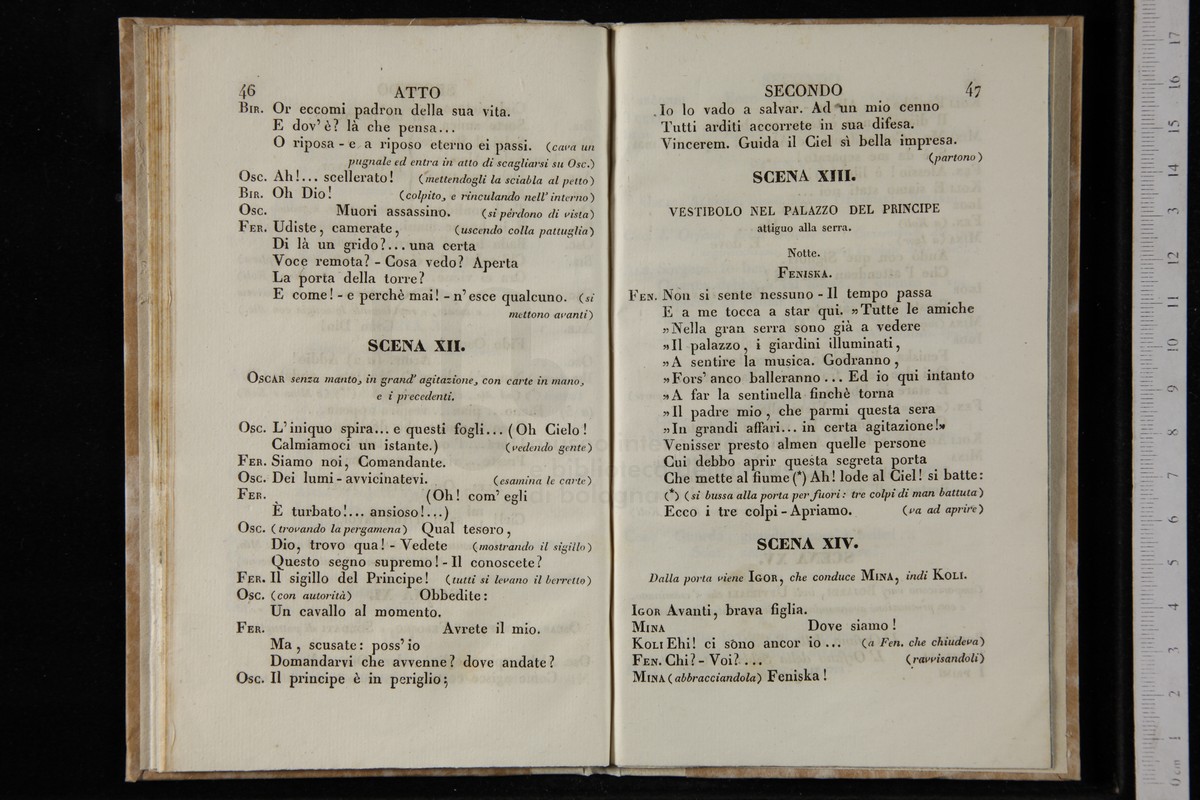 46 ATTO
BIR. Or eccomi padron della sua vita.
E dov'è? là che pensa...
O riposa - e a riposo eterno ei passi. (cava un
pugnale ed entra in atto di scagliarsi su Osc.)
OSC. Ah!... scellerato! (mettendogli la sciabla al petto)
BIR. Oh Dio! (colpito, e rinculando nell'interno)
OSC. Muori assassino. (si pérdono di vista)
FER. Udiste, camerate, (uscendo colla pattuglia)
Di là un grido?... una certa
Voce remota? - Cosa vedo? Aperta
La porta della torre?
E come! - e perchè mai! - n'esce qualcuno. (si
mettono avanti)
SCENA XII.
OSCAR senza manto, in grand' agitazione, con carte in mano,
e i precedenti.
OSC. L'iniquo spira... e questi fogli... (Oh Cielo!
Calmiamoci un istante.) (vedendo gente)
FER. Siamo noi, Comandante.
OSC. Dei lumi - avvicinatevi. (esamina le carte)
FER. (Oh! com' egli
È turbato!... ansioso!...)
OSC. (trovando la pergamena) Qual tesoro,
Dio, trovo qua! - Vedete (mostrando il sigillo)
Questo segno supremo! - Il conoscete?
FER. Il sigillo del Principe! (tutti si levano il berretto)
OSC. (con autorità) Obbedite:
Un cavallo al momento.
FER. Avrete il mio.
Ma, scusate: poss'io
Domandarvi che avvenne? dove andate?
OSC. Il principe è in periglio;
SECONDO 47
Io lo vado a salvar. Ad un mio cenno
Tutti arditi accorrete in sua difesa.
Vincerem. Guida il Ciel sì bella impresa.
(partono)
SCENA XIII.
VESTIBOLO NEL PALAZZO DEL PRINCIPE
attiguo alla serra.
Notte.
FENISKA.
FEN. Non si sente nessuno - Il tempo passa
E a me tocca a star qui. »Tutte le amiche
»Nella gran serra sono già a vedere
»Il palazzo, i giardini illuminati,
»A sentire la musica. Godranno,
»Fors' anco balleranno... Ed io qui intanto
»A far la sentinella finchè torna
»Il padre mio, che parmi questa sera
»In grandi affari... in certa agitazione!»
Venisser presto almen quelle persone
Cui debbo aprir questa segreta porta
Che mette al fiume (*) Ah! lode al Ciel! si batte:
(*) (si bussa alla porta per fuori: tre colpi di man battuta)
Ecco i tre colpi - Apriamo. (va ad aprire)
SCENA XIV.
Dalla porta viene IGOR, che conduce MINA, indi KOLI.
IGOR Avanti, brava figlia.
MINA Dove siamo!
KOLI Ehi! ci sòno ancor io... (a Fen. che chiudeva)
FEN. Chi? - Voi?... (ravvisandoli)
MINA (abbracciandola) Feniska!